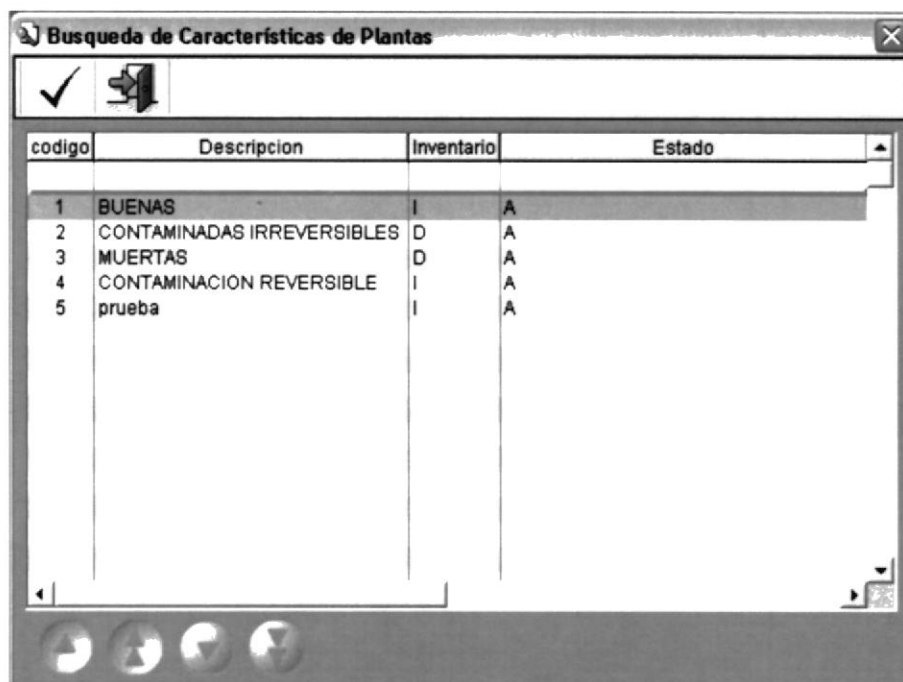 Busqueda de Características de Plantas
codigo Descripcion Inventario Estado
1 BUENAS I A
2 CONTAMINADAS IRREVERSIBLES D A
3 MUERTAS D A
4 CONTAMINACION REVERSIBLE I A
5 prueba I A